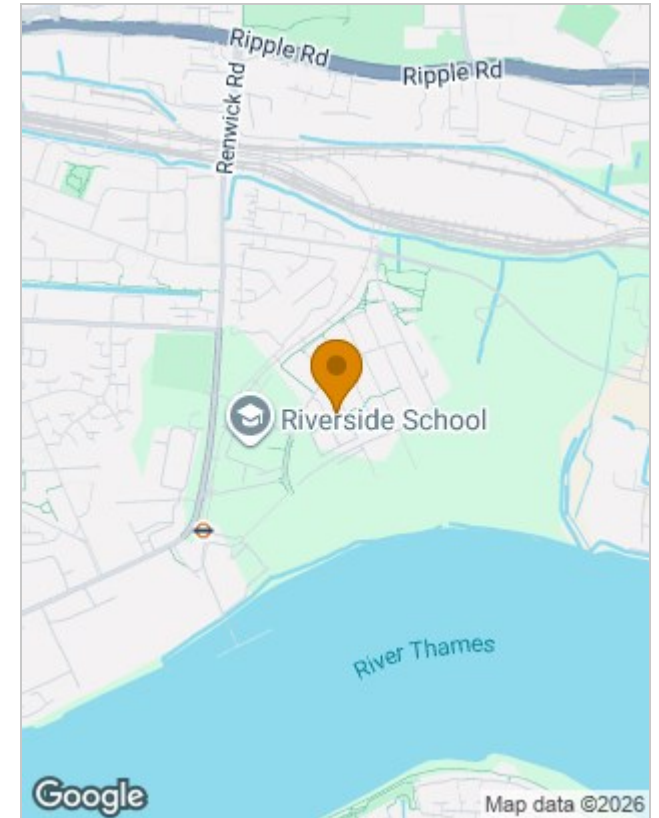 Ripple Rd
Ripple Rd
Renwick Rd
Riverside School
River Thames
Google
Map data ©2026